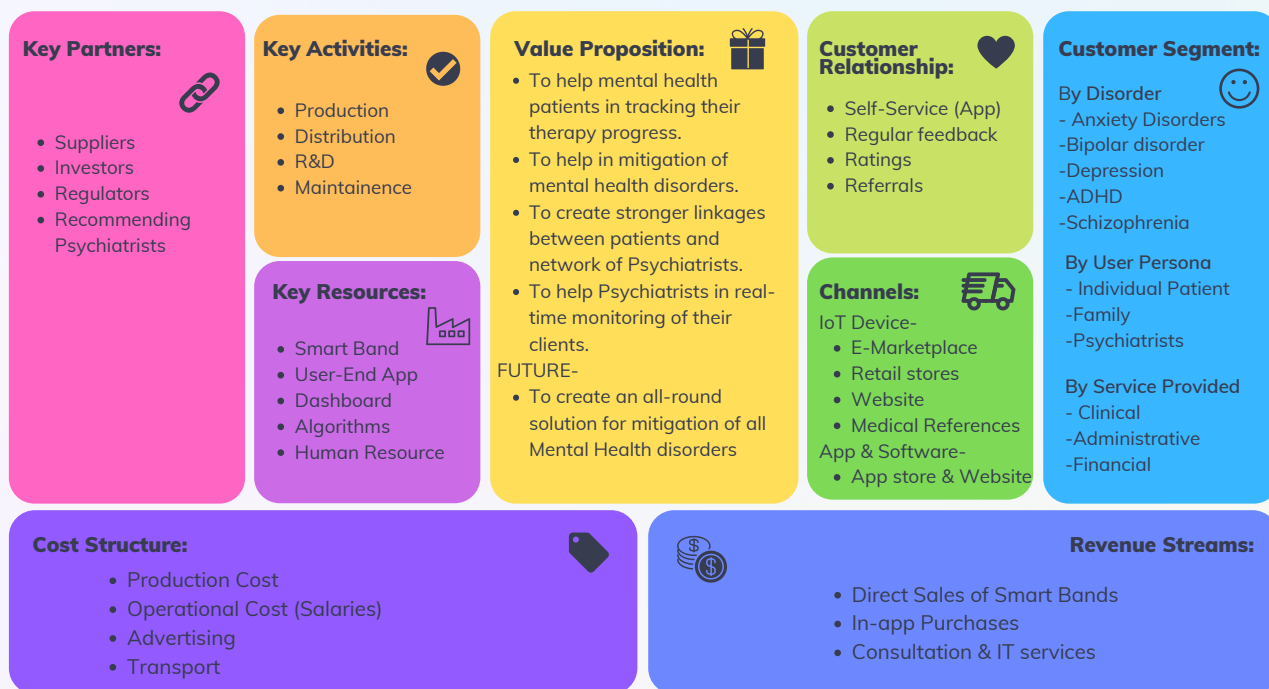 Key Partners:
• Suppliers
• Investors
• Regulators
• Recommending
Psychiatrists
Key Activities:
• Production
• Distribution
• R&D
• Maintainence
Key Resources:
• Smart Band
• User-End App
• Dashboard
• Algorithms
• Human Resource
Value Proposition:
• To help mental health
patients in tracking their
therapy progress.
• To help in mitigation of
mental health disorders.
• To create stronger linkages
between patients and
network of Psychiatrists.
• To help Psychiatrists in real-
time monitoring of their
clients.
FUTURE-
• To create an all-round
solution for mitigation of all
Mental Health disorders
Customer
Relationship:
• Self-Service (App)
• Regular feedback
• Ratings
• Referrals
Channels:
IoT Device-
• E-Marketplace
• Retail stores
• Website
• Medical References
App & Software-
• App store & Website
Customer Segment:
By Disorder
- Anxiety Disorders
-Bipolar disorder
-Depression
-ADHD
-Schizophrenia
By User Persona
- Individual Patient
-Family
-Psychiatrists
By Service Provided
- Clinical
-Administrative
-Financial
Cost Structure:
• Production Cost
• Operational Cost (Salaries)
• Advertising
• Transport
$
$
Revenue Streams:
• Direct Sales of Smart Bands
• In-app Purchases
• Consultation & IT services